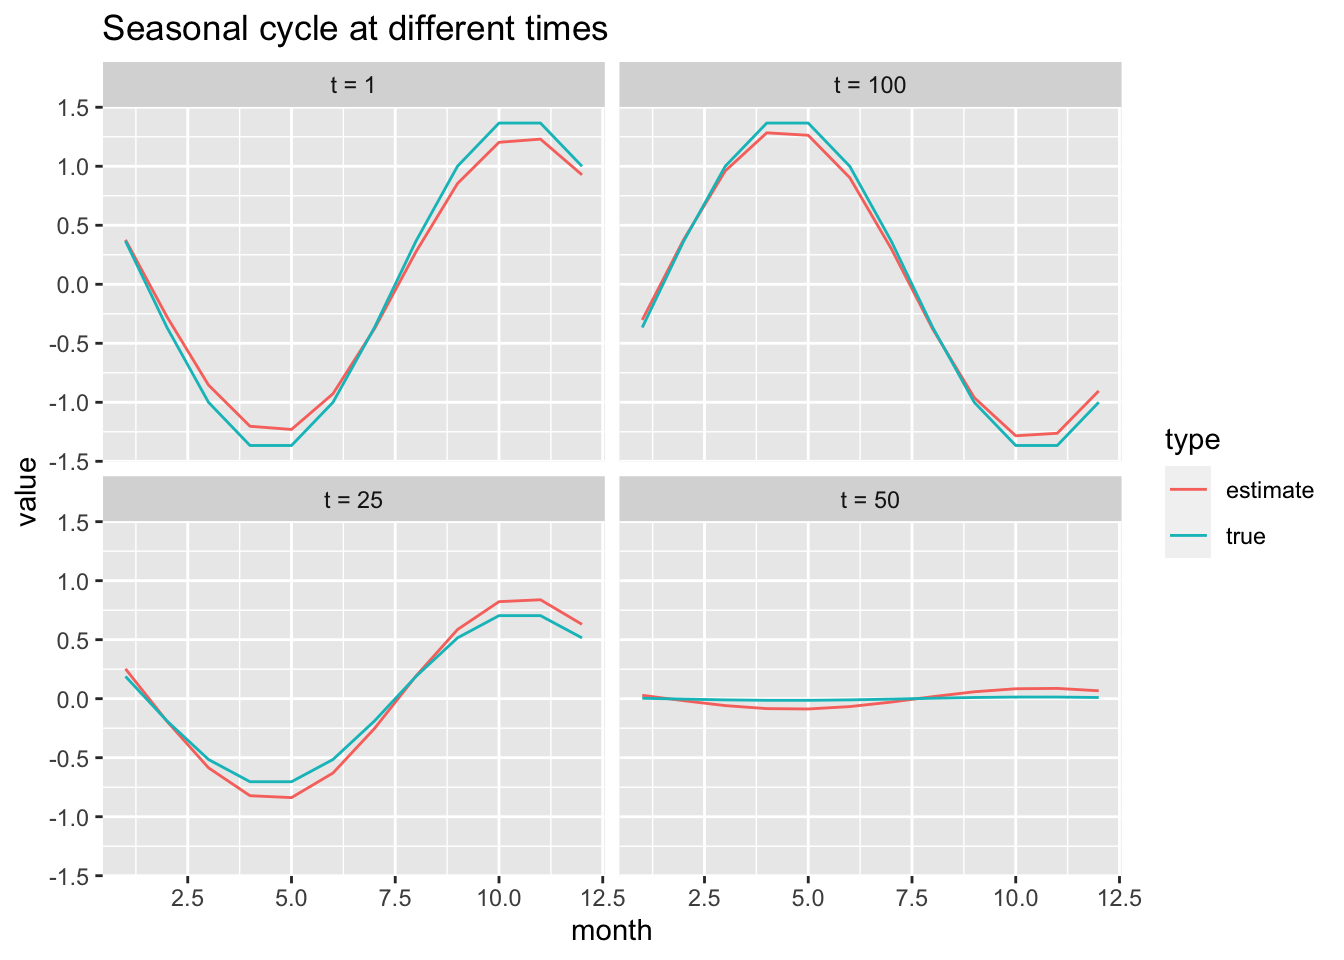 Seasonal cycle at different times
t = 1
t = 100
1.5
1.0
0.5
0.0
-0.5
-1.0
-1.5
t = 25
t = 50
1.5
1.0
0.5
0.0
-0.5
-1.0
-1.5
2.5 5.0 7.5 10.0 12.5 2.5 5.0 7.5 10.0 12.5
month
value
type
estimate
true